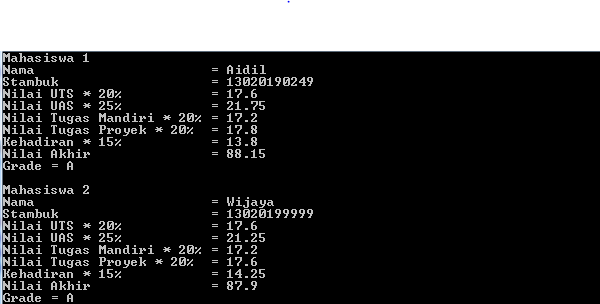 Mahasiswa 1
Nama = Aidil
Stambuk = 13020190249
Nilai UTS * 20% = 17.6
Nilai UAS * 25% = 21.75
Nilai Tugas Mandiri * 20% = 17.2
Nilai Tugas Proyek * 20% = 17.8
Kehadiran * 15% = 13.8
Nilai Akhir = 88.15
Grade = A
Mahasiswa 2
Nama = Wijaya
Stambuk = 13020199999
Nilai UTS * 20% = 17.6
Nilai UAS * 25% = 21.25
Nilai Tugas Mandiri * 20% = 17.2
Nilai Tugas Proyek * 20% = 17.6
Kehadiran * 15% = 14.25
Nilai Akhir = 87.9
Grade = A